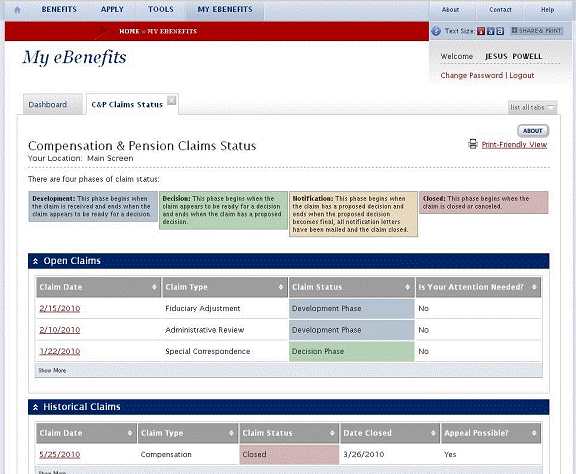 BENEFITS APPLY TOOLS MY EBENEFITS About Contact Help
HOME » MY EBENEFITS
Text Size: a a a SHARE & PRINT
My eBenefits
Welcome JESUS POWELL
Change Password | Logout
Dashboard C&P Claims Status list all tabs
ABOUT
Compensation & Pension Claims Status
Print-Friendly View
Your Location: Main Screen
There are four phases of claim status:
Development: This phase begins when
the claim is received and ends when the
claim appears to be ready for a decision.
Decision: This phase begins when the
claim appears to be ready for a decision
and ends when the claim has a proposed
decision.
Notification: This phase begins when
the claim has a proposed decision and
ends when the proposed decision
becomes final, all notification letters
have been mailed and the claim closed.
Closed: This phase begins when the
claim is closed or canceled.
Open Claims
Claim Date Claim Type Claim Status Is Your Attention Needed?
2/15/2010 Fiduciary Adjustment Development Phase No
2/10/2010 Administrative Review Development Phase No
1/22/2010 Special Correspondence Decision Phase No
Show More
Historical Claims
Claim Date Claim Type Claim Status Date Closed Appeal Possible?
5/25/2010 Compensation Closed 3/26/2010 Yes
Show More